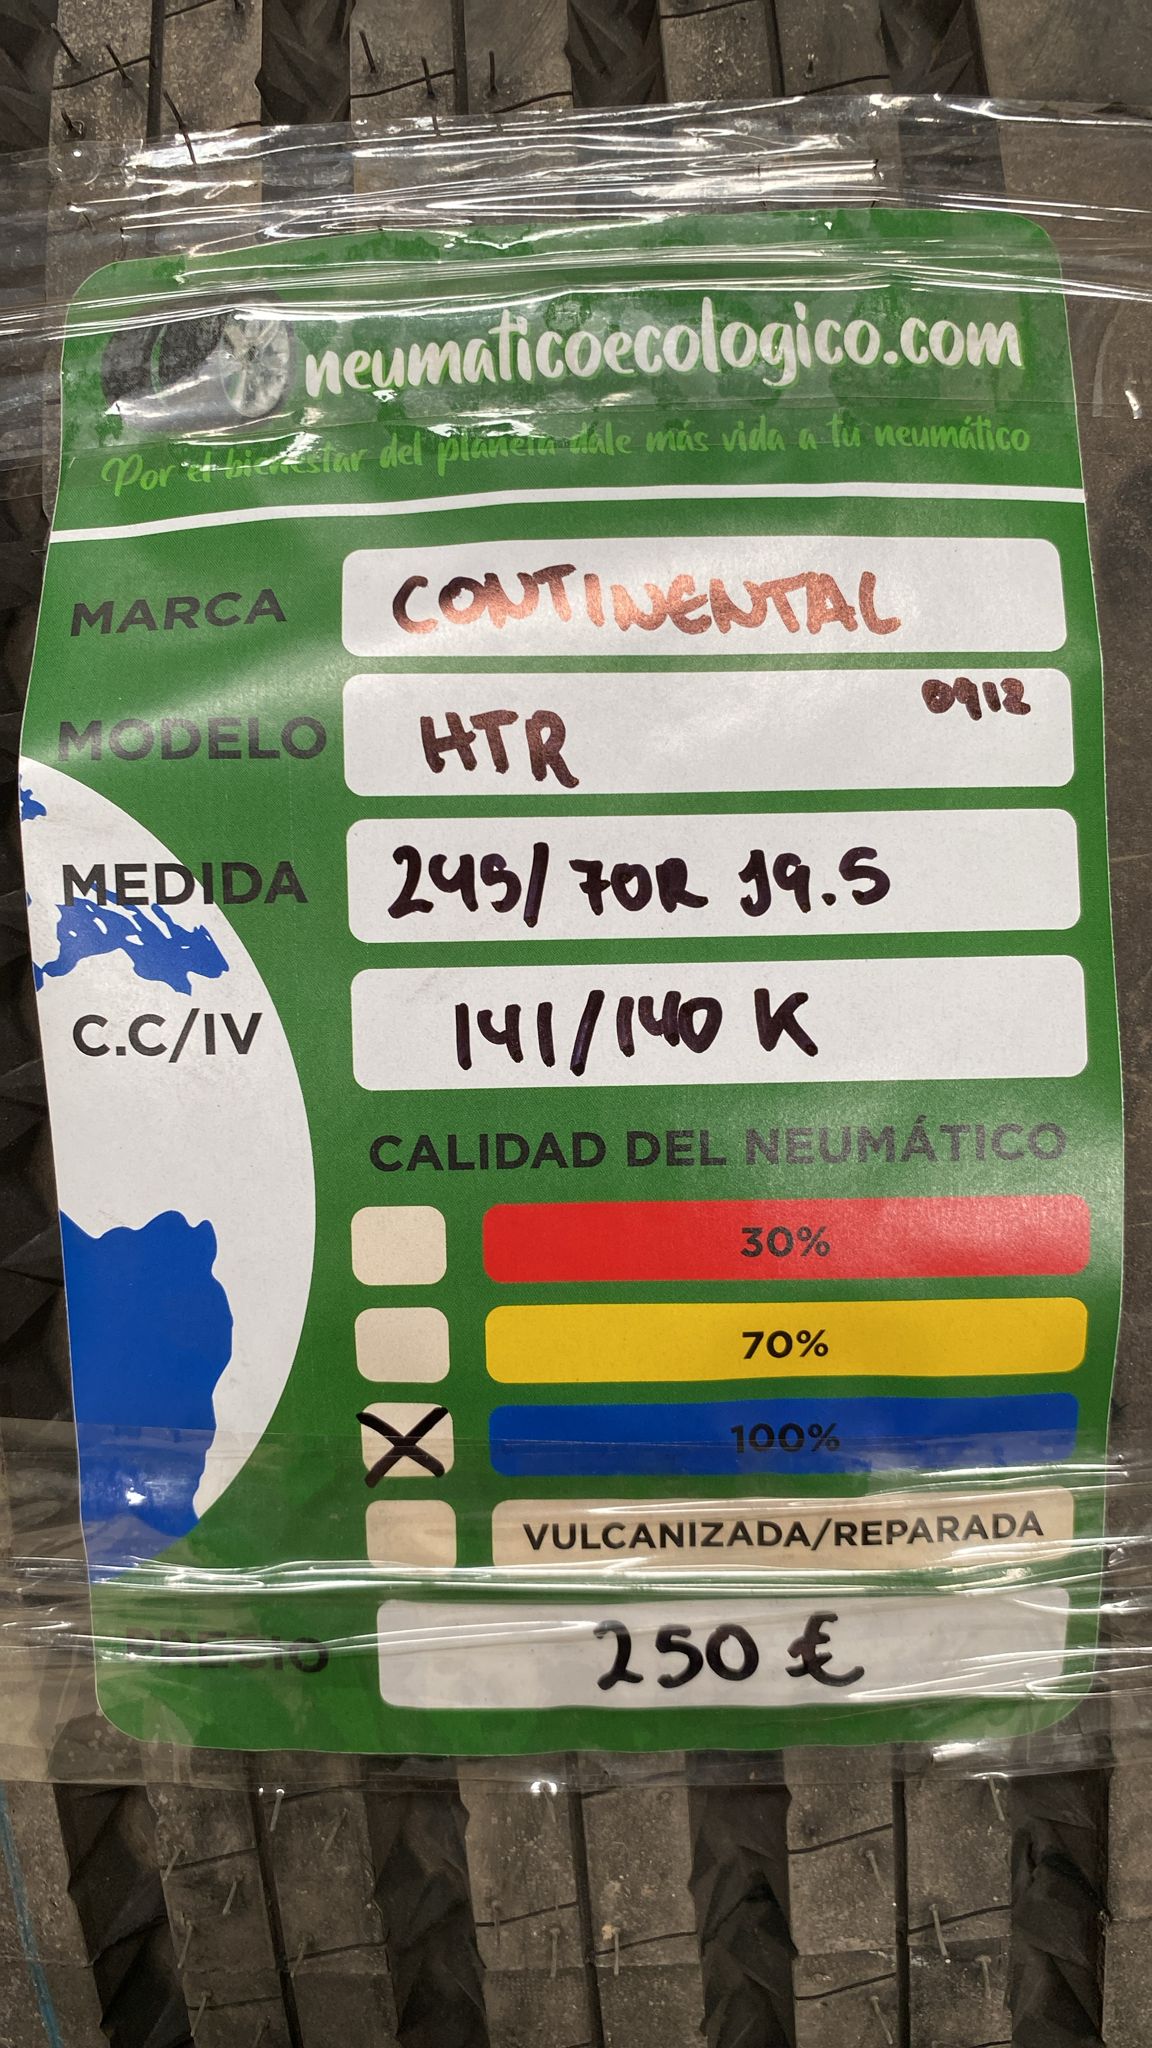 neumaticoecologico.com
Por el bienestar del planeta dale más vida a tu neumático
MARCA CONTINENTAL
MODELO HTR 0912
MEDIDA 245/70R 19.5
C.C/IV 141/140 K
CALIDAD DEL NEUMÁTICO
30%
70%
X 100%
VULCANIZADA/REPARADA
PRECIO 250 €